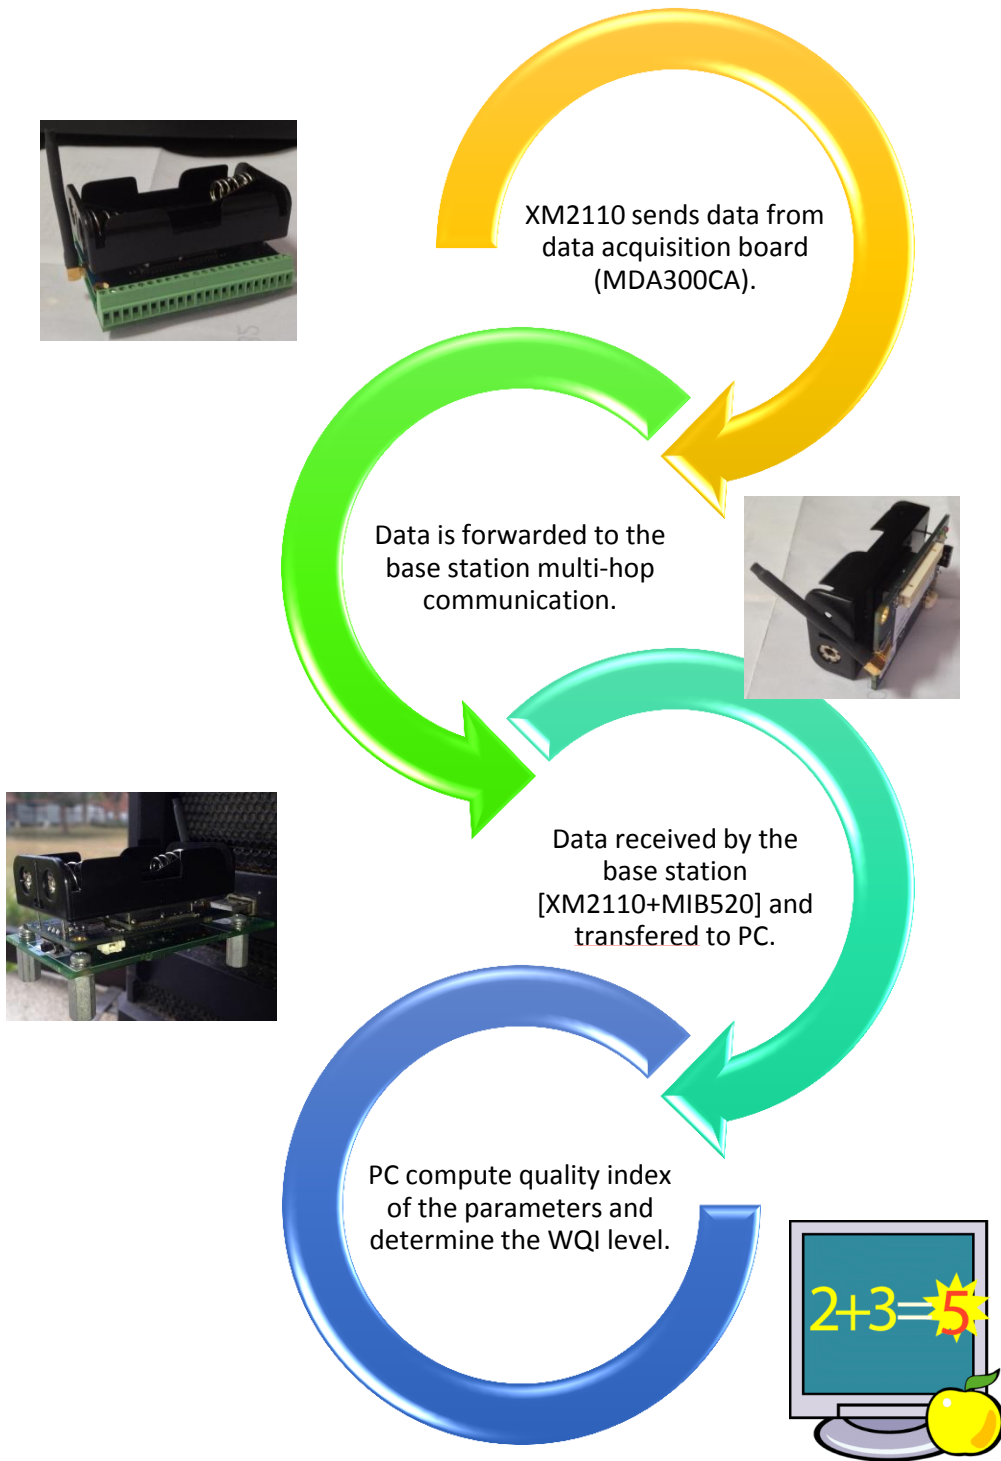 XM2110 sends data from
data acquisition board
(MDA300CA).
Data is forwarded to the
base station multi-hop
communication.
Data received by the
base station
[XM2110+MIB520] and
transfered to PC.
PC compute quality index
of the parameters and
determine the WQI level.
2+3=5